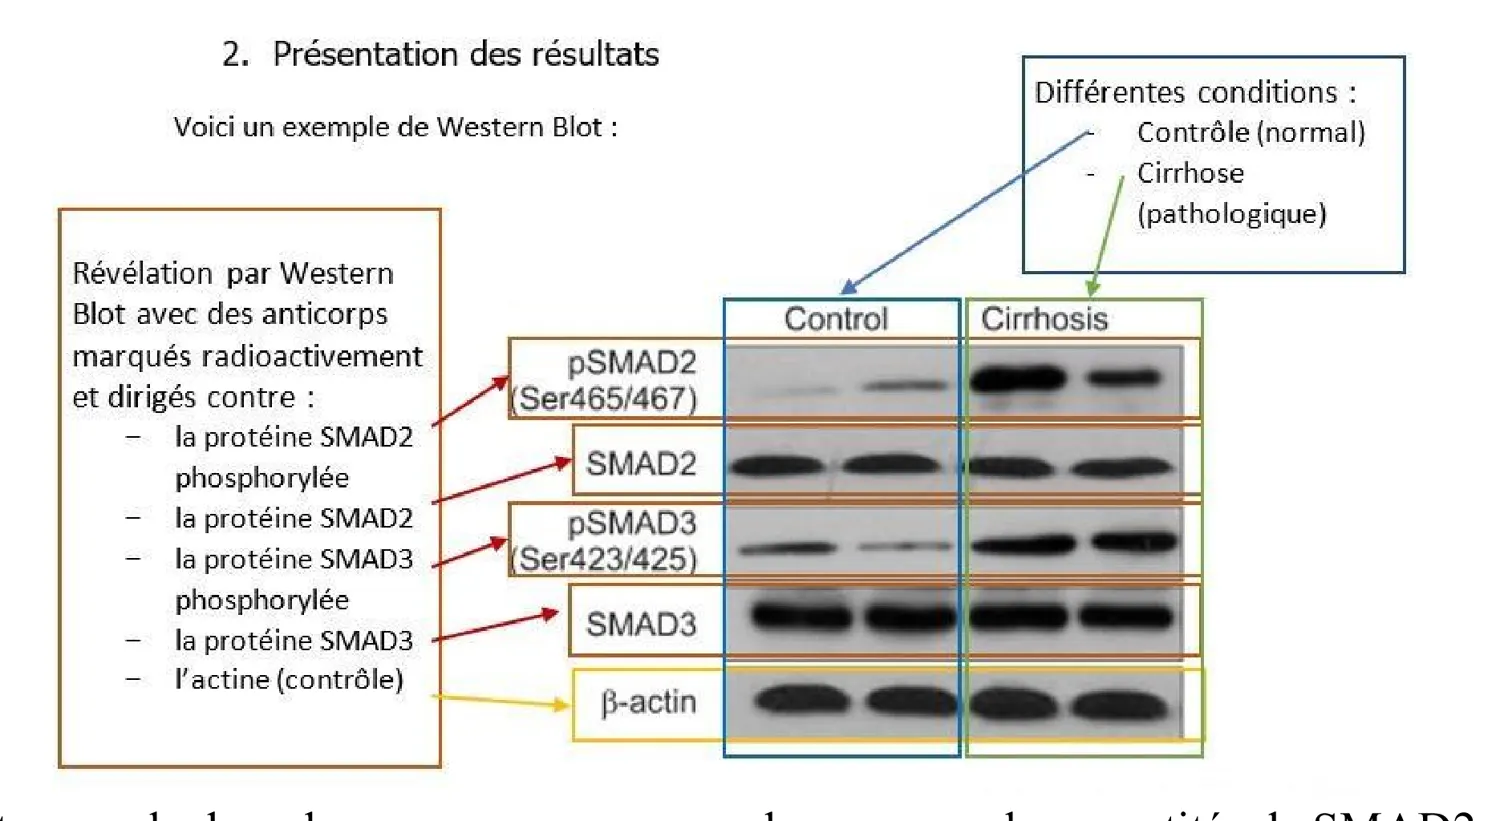 2. Présentation des résultats
Voici un exemple de Western Blot :
Différentes conditions :
- Contrôle (normal)
- Cirrhose
(pathologique)
Révélation par Western
Blot avec des anticorps
marqués radioactivement
et dirigés contre :
– la protéine SMAD2
phosphorylée
– la protéine SMAD2
– la protéine SMAD3
phosphorylée
– la protéine SMAD3
– l'actine (contrôle)
Control
Cirrhosis
pSMAD2
(Ser465/467)
SMAD2
pSMAD3
(Ser423/425)
SMAD3
β-actin
SMAD2